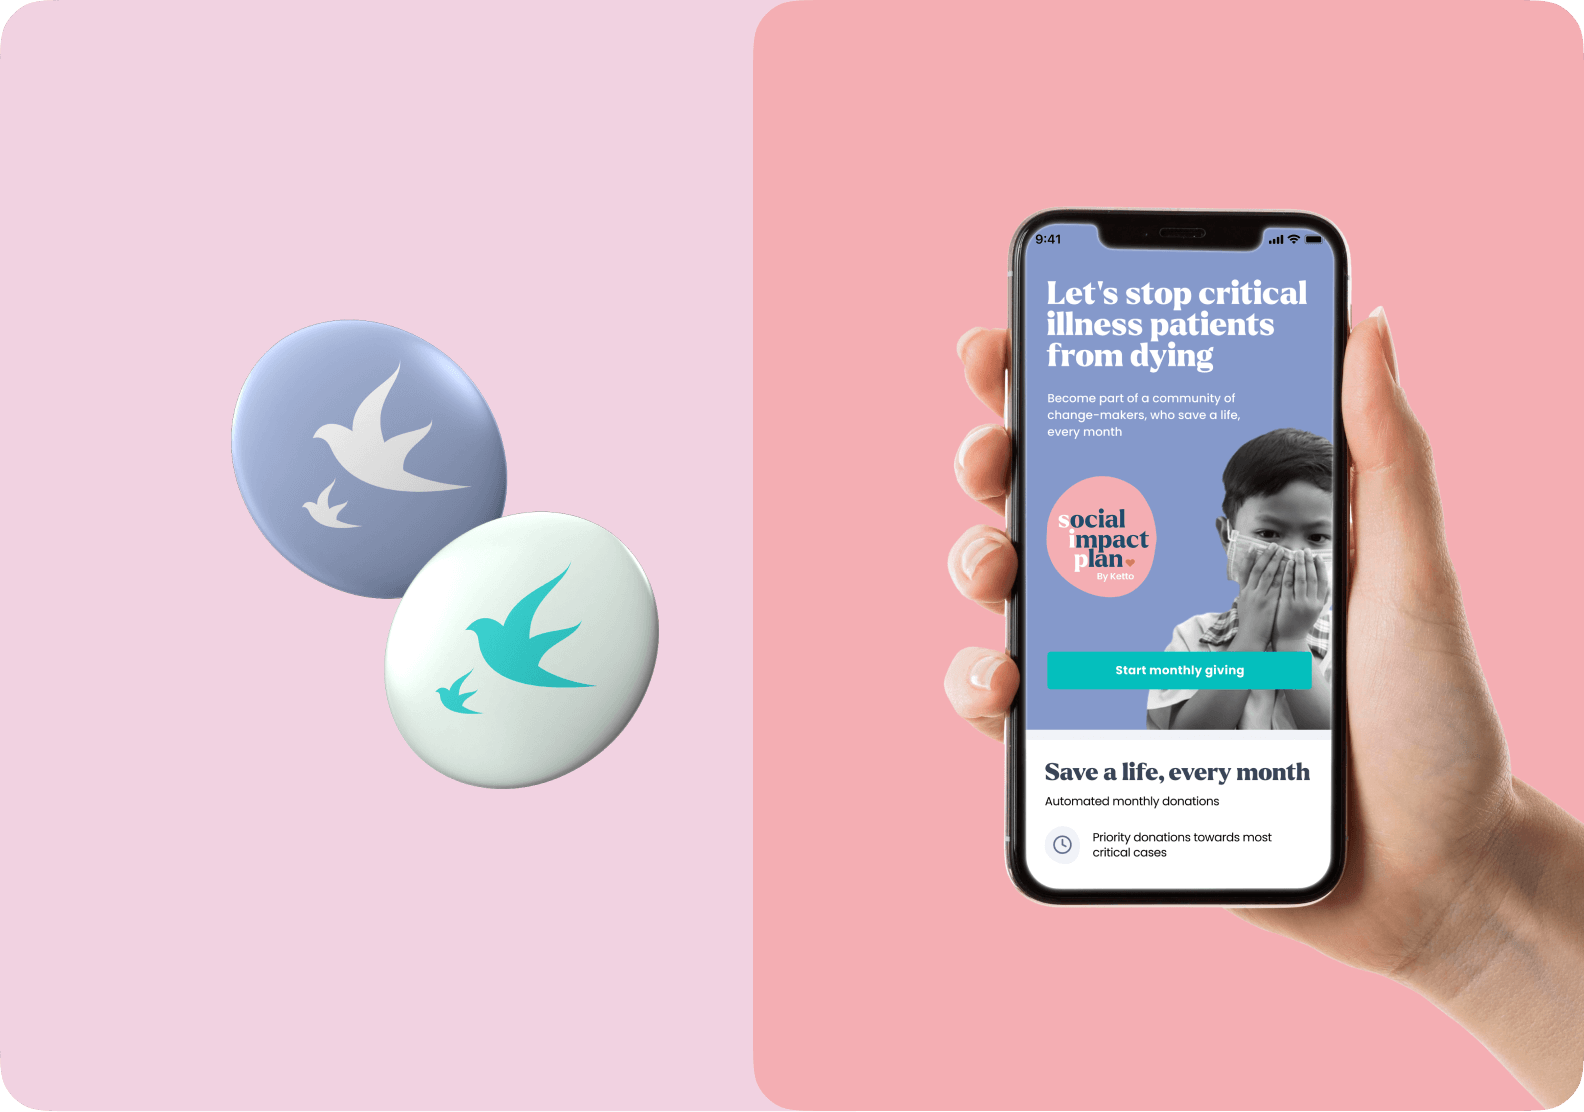 9:41
Let's stop critical
illness patients
from dying
Become part of a community of
change-makers, who save a life,
every month
social
impact
plan
By Ketto
Start monthly giving
Save a life, every month
Automated monthly donations
Priority donations towards most
critical cases